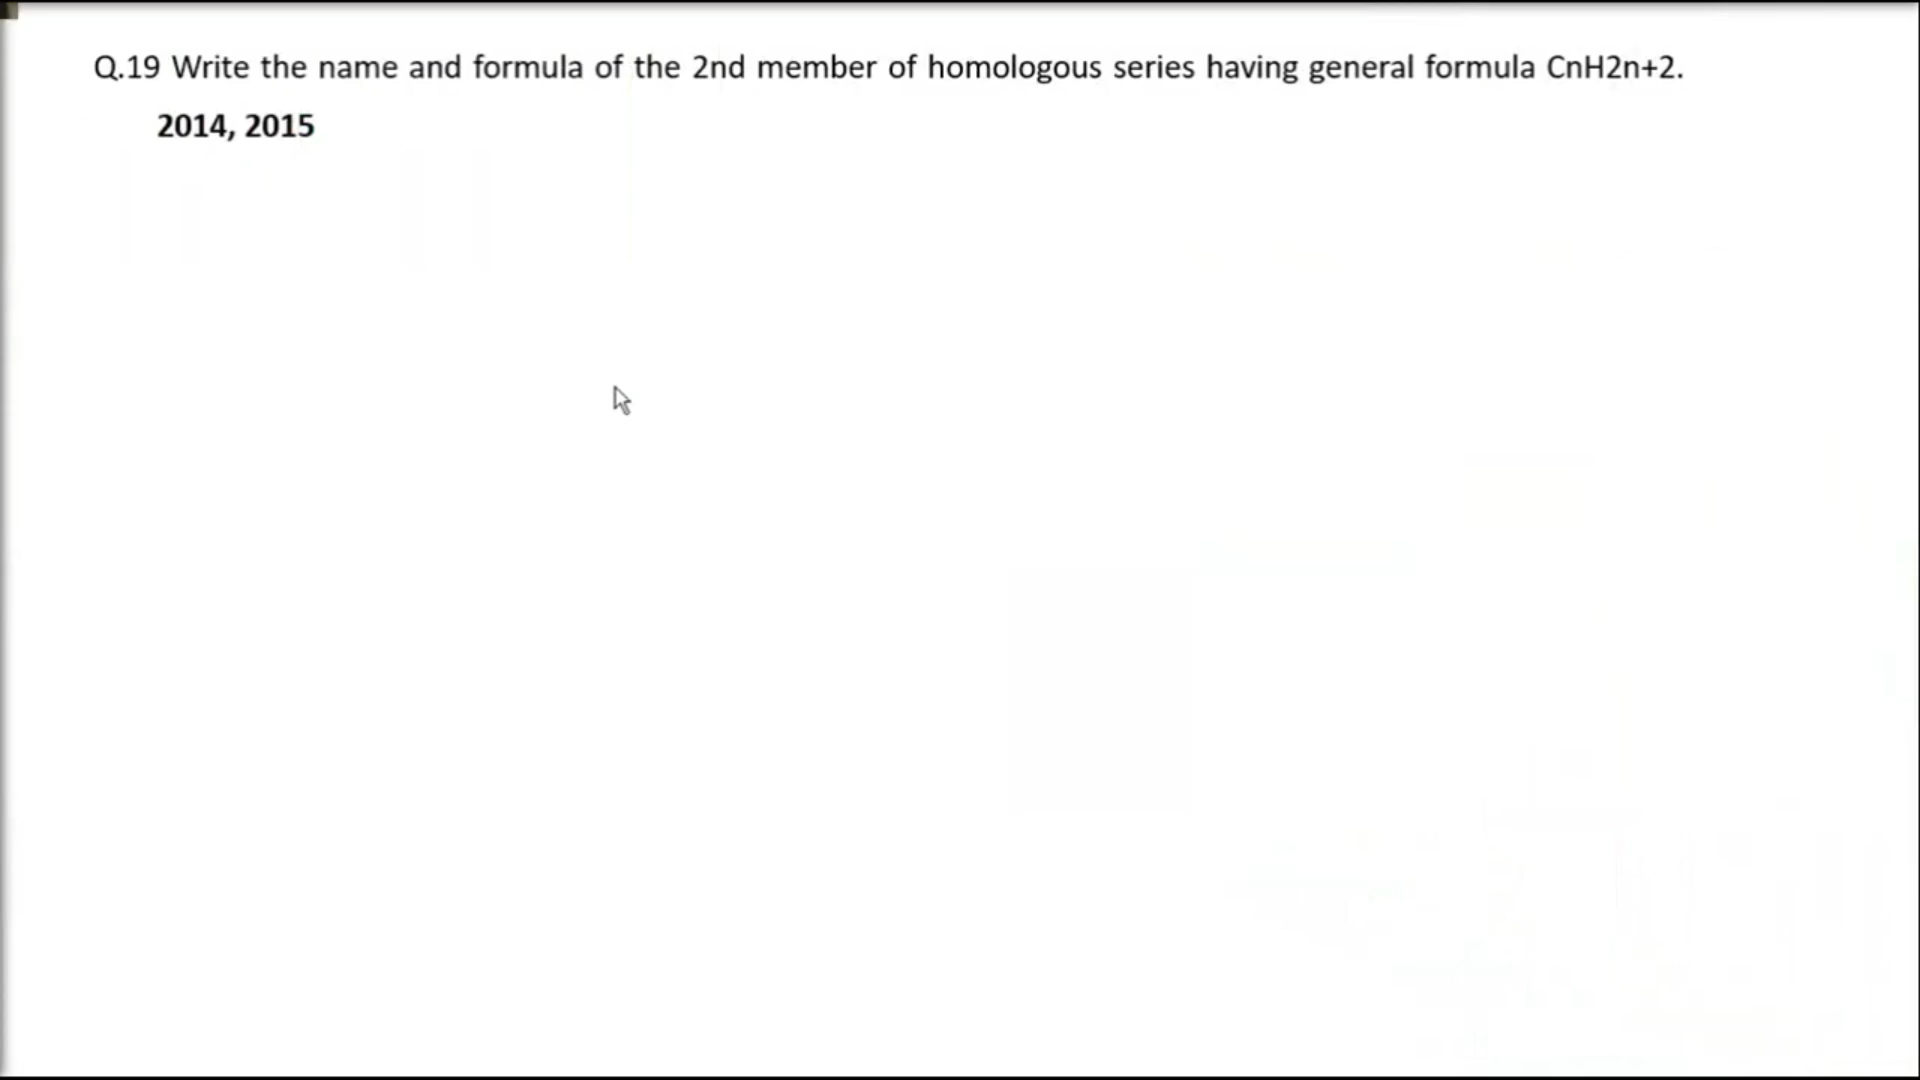 Q.19 Write the name and formula of the 2nd member of homologous series having general formula CnH2n+2.
2014, 2015